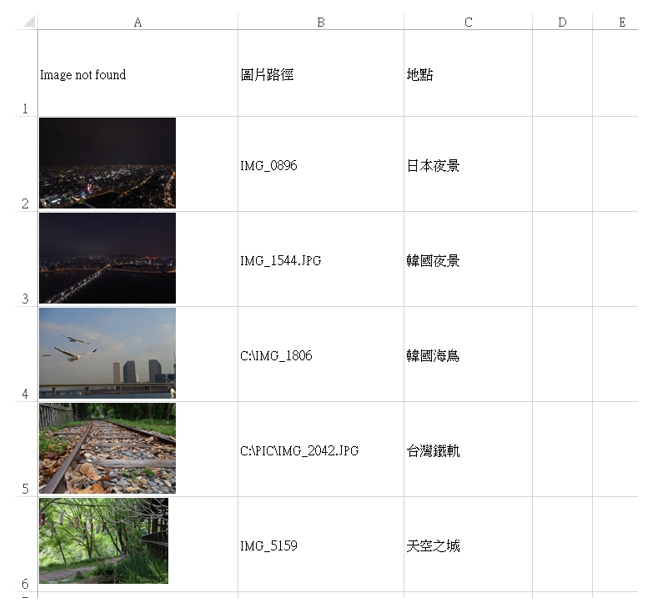 A B C D E
Image not found 圖片路徑 地點
1
IMG_0896 日本夜景
2
IMG_1544.JPG 韓國夜景
3
C:\IMG_1806 韓國海鳥
4
C:\PIC\IMG_2042.JPG 台灣鐵軌
5
IMG_5159 天空之城
6